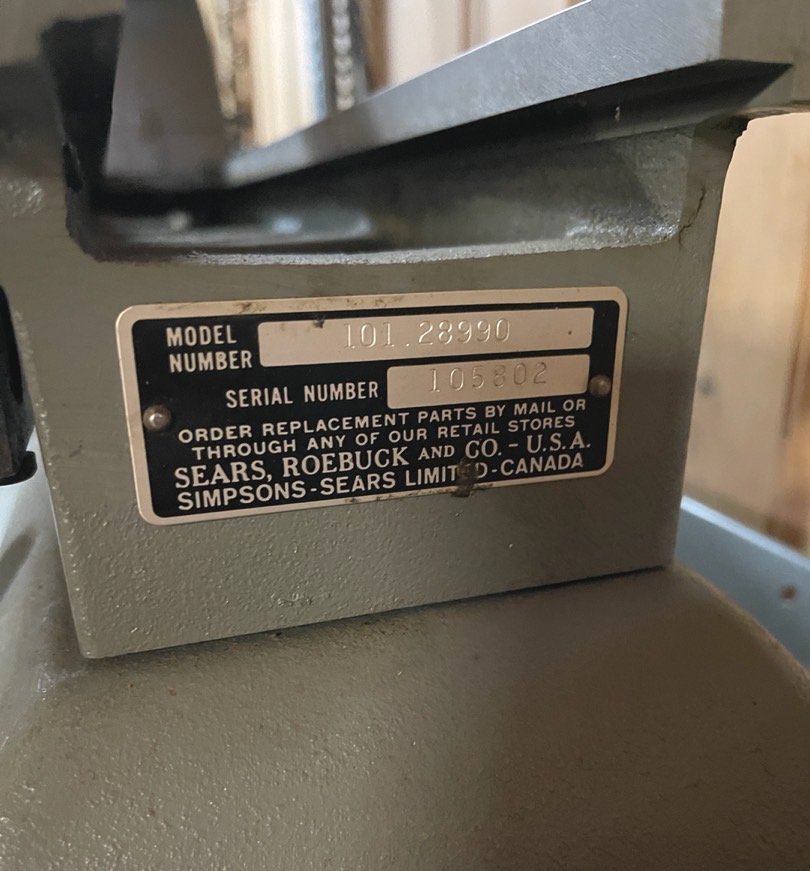 MODEL NUMBER 101.28990
SERIAL NUMBER 105802
ORDER REPLACEMENT PARTS BY MAIL OR
THROUGH ANY OF OUR RETAIL STORES
SEARS, ROEBUCK AND CO. - U.S.A.
SIMPSONS-SEARS LIMITED-CANADA